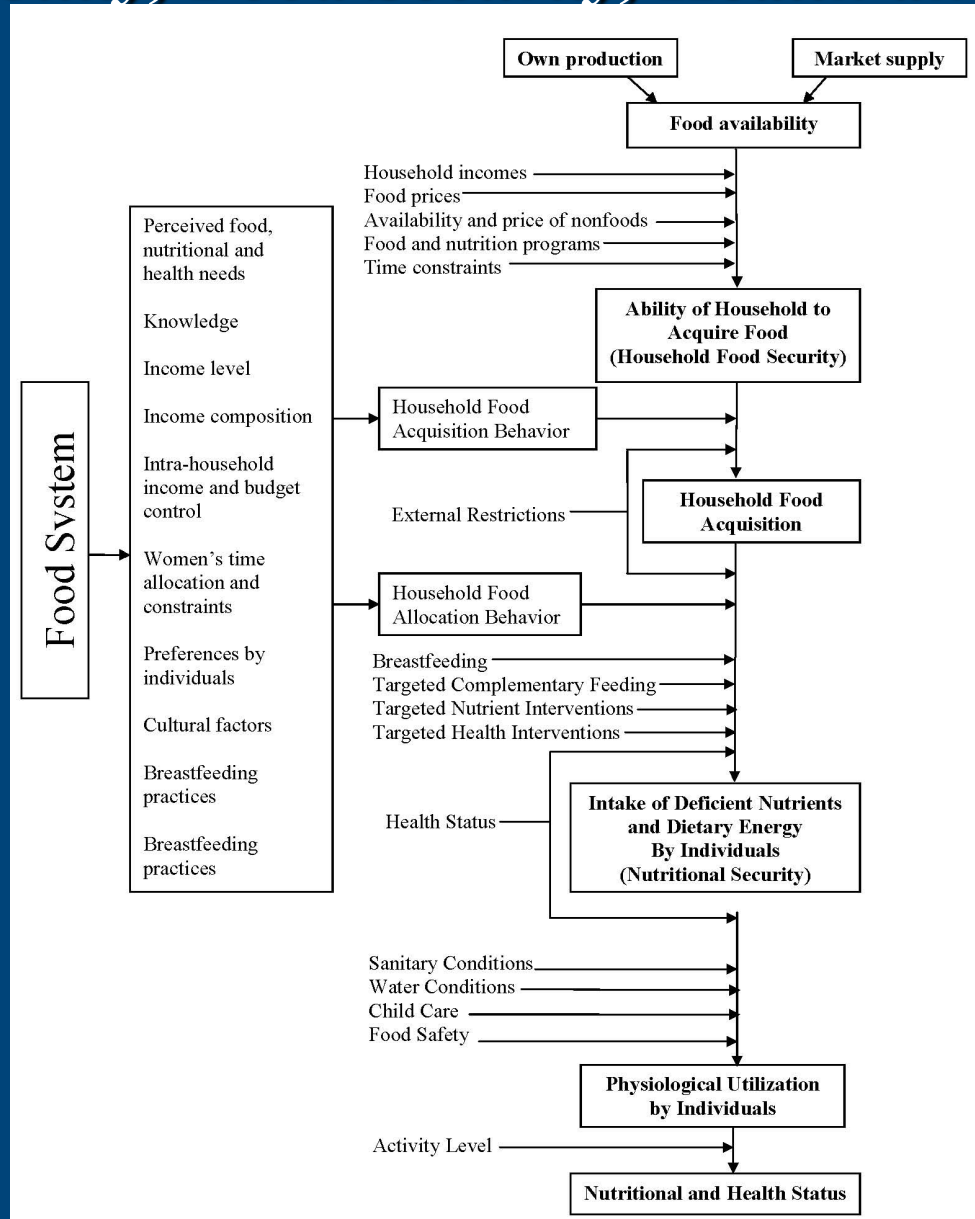 Own production
Market supply
Food availability
Household incomes
Food prices
Availability and price of nonfoods
Food and nutrition programs
Time constraints
Ability of Household to
Acquire Food
(Household Food Security)
Food System
Perceived food,
nutritional and
health needs
Knowledge
Income level
Income composition
Intra-household
income and budget
control
Women's time
allocation and
constraints
Preferences by
individuals
Cultural factors
Breastfeeding
practices
Breastfeeding
practices
Household Food
Acquisition Behavior
External Restrictions
Household Food
Acquisition
Household Food
Allocation Behavior
Breastfeeding
Targeted Complementary Feeding
Targeted Nutrient Interventions
Targeted Health Interventions
Health Status
Intake of Deficient Nutrients
and Dietary Energy
By Individuals
(Nutritional Security)
Sanitary Conditions
Water Conditions
Child Care
Food Safety
Physiological Utilization
by Individuals
Activity Level
Nutritional and Health Status